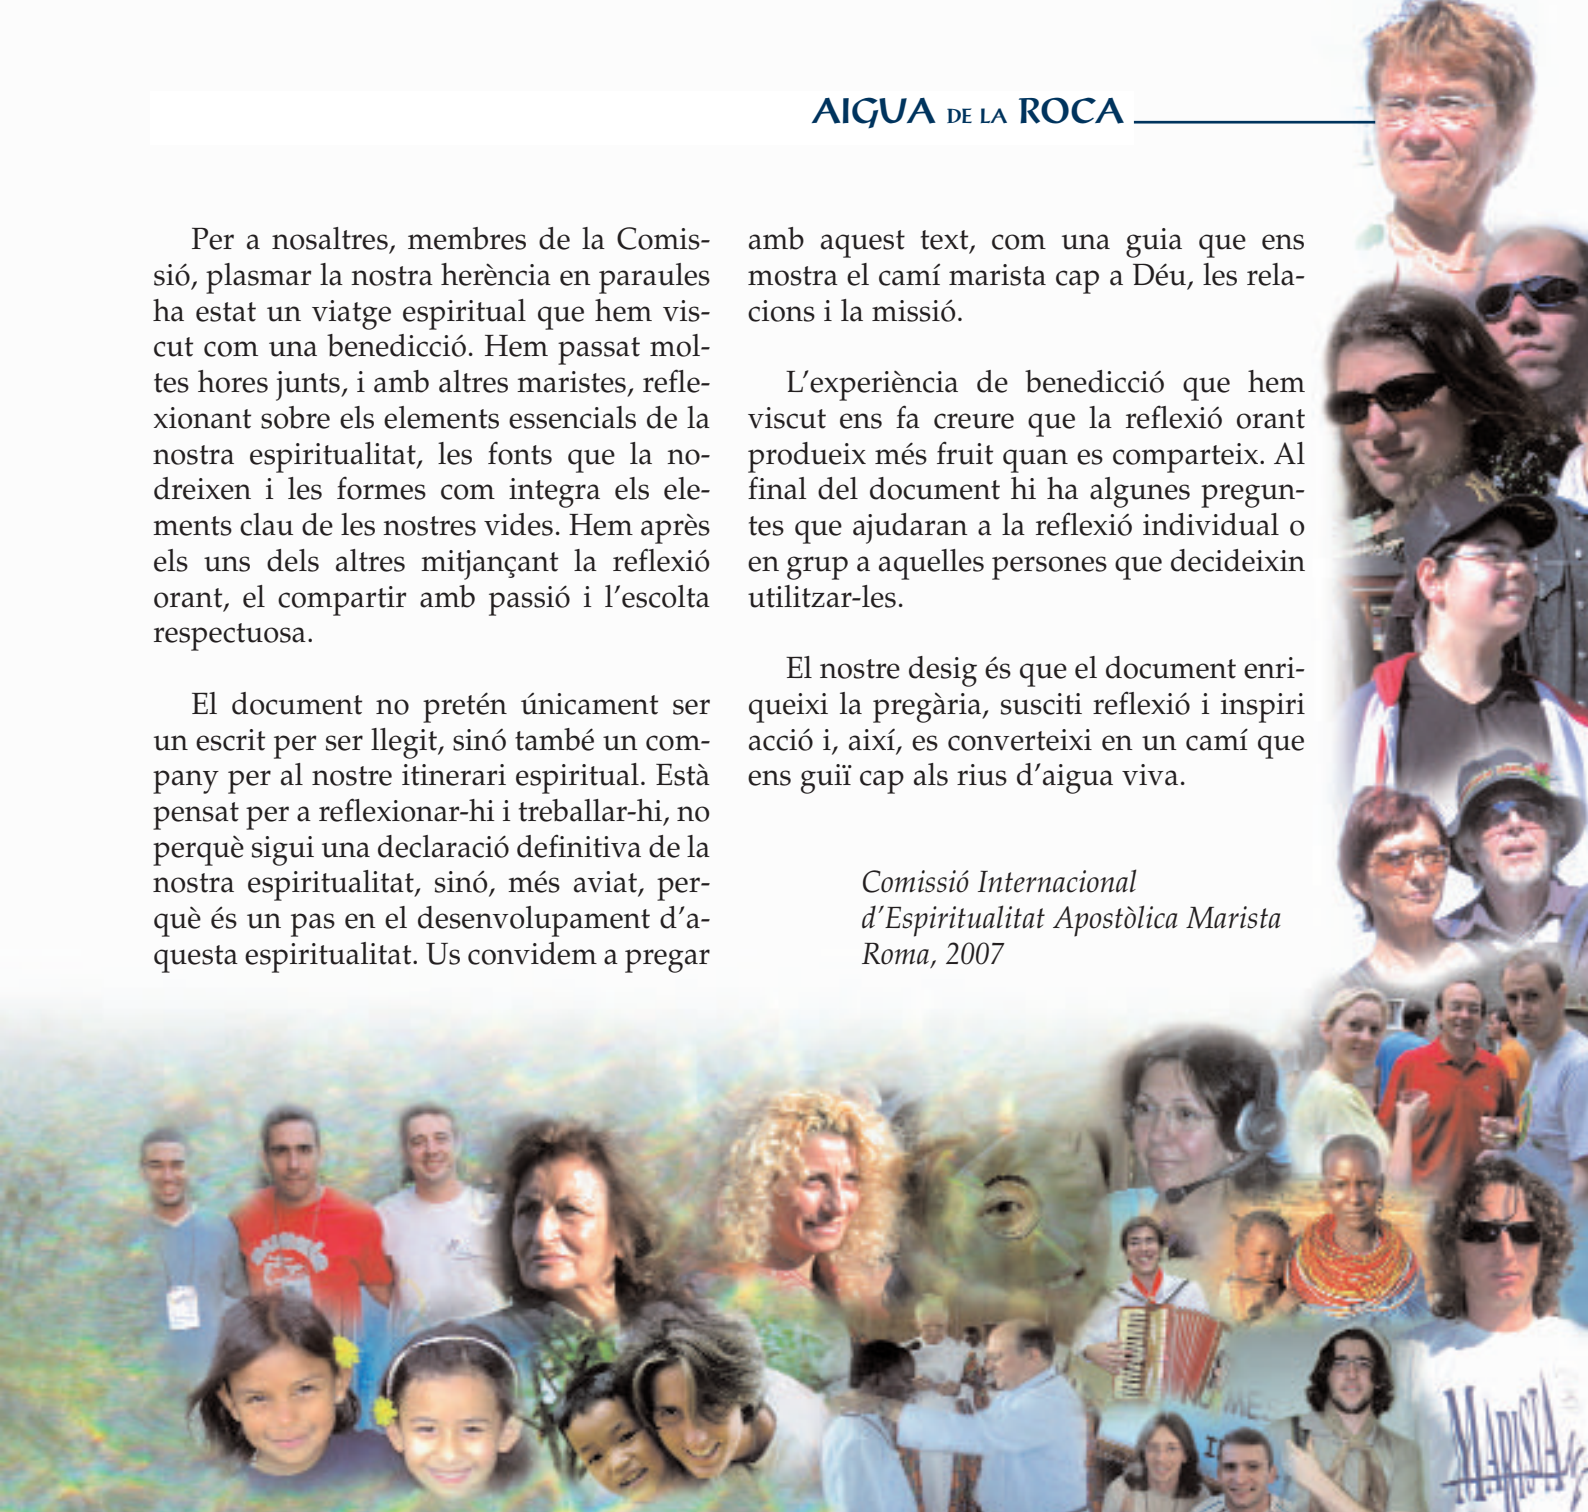 AIGUA DE LA ROCA
Per a nosaltres, membres de la Comis-
sió, plasmar la nostra herència en paraules
ha estat un viatge espiritual que hem vis-
cut com una benedicció. Hem passat mol-
tes hores junts, i amb altres maristes, refle-
xionant sobre els elements essencials de la
nostra espiritualitat, les fonts que la no-
dreixen i les formes com integra els ele-
ments clau de les nostres vides. Hem après
els uns dels altres mitjançant la reflexió
orant, el compartir amb passió i l’escolta
respectuosa.
El document no pretén únicament ser
un escrit per ser llegit, sinó també un com-
pany per al nostre itinerari espiritual. Està
pensat per a reflexionar-hi i treballar-hi, no
perquè sigui una declaració definitiva de la
nostra espiritualitat, sinó, més aviat, per-
què és un pas en el desenvolupament d’a-
questa espiritualitat. Us convidem a pregar
amb aquest text, com una guia que ens
mostra el camí marista cap a Déu, les rela-
cions i la missió.
L’experiència de benedicció que hem
viscut ens fa creure que la reflexió orant
produeix més fruit quan es comparteix. Al
final del document hi ha algunes pregun-
tes que ajudaran a la reflexió individual o
en grup a aquelles persones que decideixin
utilitzar-les.
El nostre desig és que el document enri-
queixi la pregària, susciti reflexió i inspiri
acció i, així, es converteixi en un camí que
ens guiï cap als rius d’aigua viva.
Comissió Internacional
d’Espiritualitat Apostòlica Marista
Roma, 2007
MARISTA